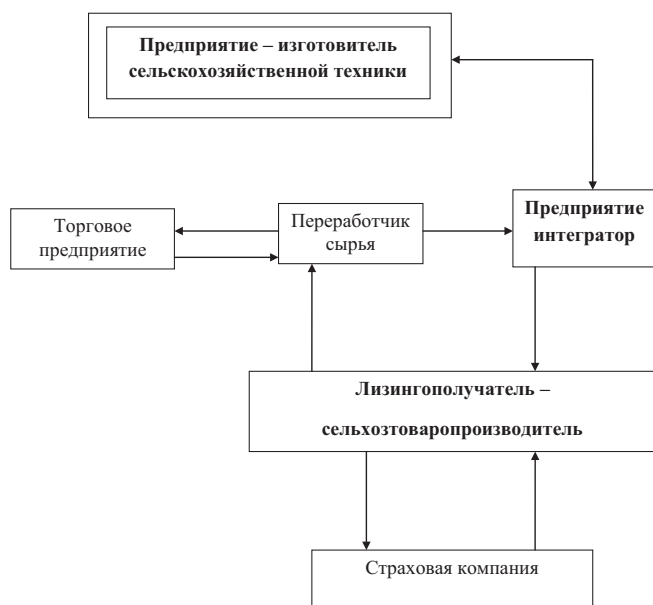 Предприятие – изготовитель
сельскохозяйственной техники
Торговое
предприятие
Переработчик
сырья
Предприятие
интегратор
Лизингополучатель –
сельхозтоваропроизводитель
Страховая компания